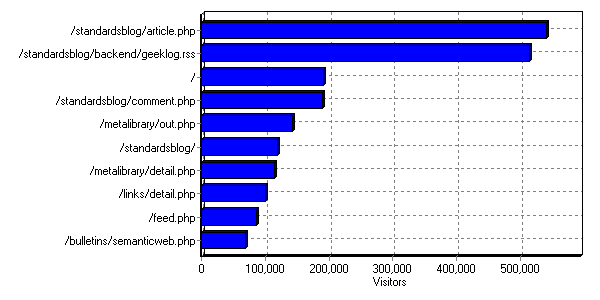 /standardsblog/article.php
/standardsblog/backend/geeklog.rss
/
/standardsblog/comment.php
/metalibrary/out.php
/standardsblog/
/metalibrary/detail.php
/links/detail.php
/feed.php
/bulletins/semanticweb.php
0 100,000 200,000 300,000 400,000 500,000
Visitors